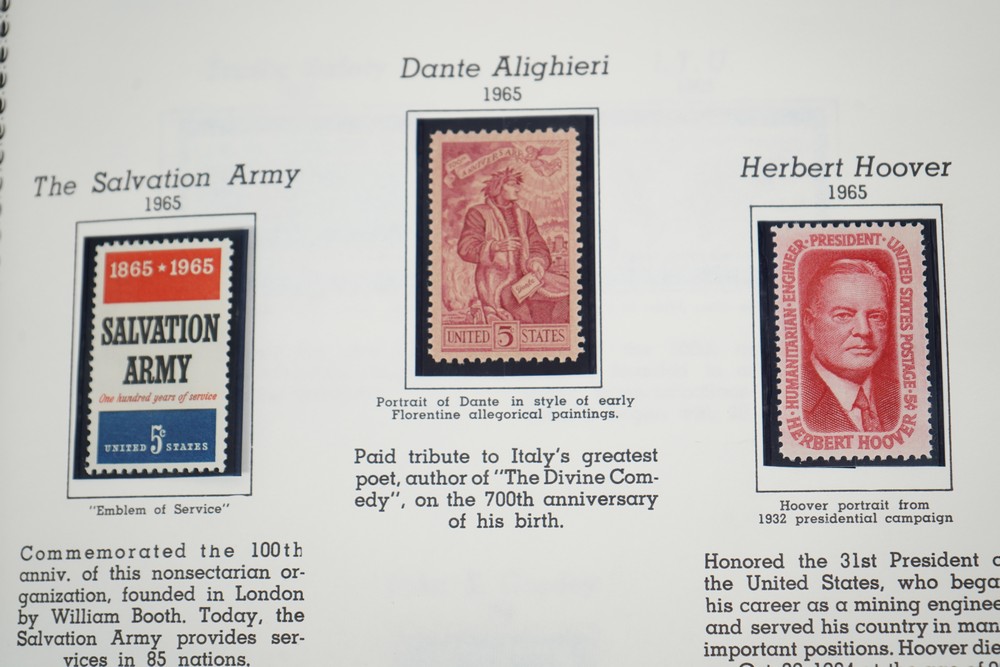 The Salvation Army
1965
1865 ★ 1965
SALVATION
ARMY
One hundred years of service
UNITED 5c STATES
"Emblem of Service"
Commemorated the 100th
anniv. of this nonsectarian or-
ganization, founded in London
by William Booth. Today, the
Salvation Army provides ser-
vices in 85 nations.
Dante Alighieri
1965
ANNIVERSARY
Dante
UNITED 5 STATES
Portrait of Dante in style of early
Florentine allegorical paintings.
Paid tribute to Italy's greatest
poet, author of "The Divine Com-
edy", on the 700th anniversary
of his birth.
Herbert Hoover
1965
HUMANITARIAN · ENGINEER · PRESIDENT · UNITED STATES POSTAGE · 5¢
HERBERT HOOVER
Hoover portrait from
1932 presidential campaign
Honored the 31st President
the United States, who bega
his career as a mining enginee
and served his country in man
important positions. Hoover die